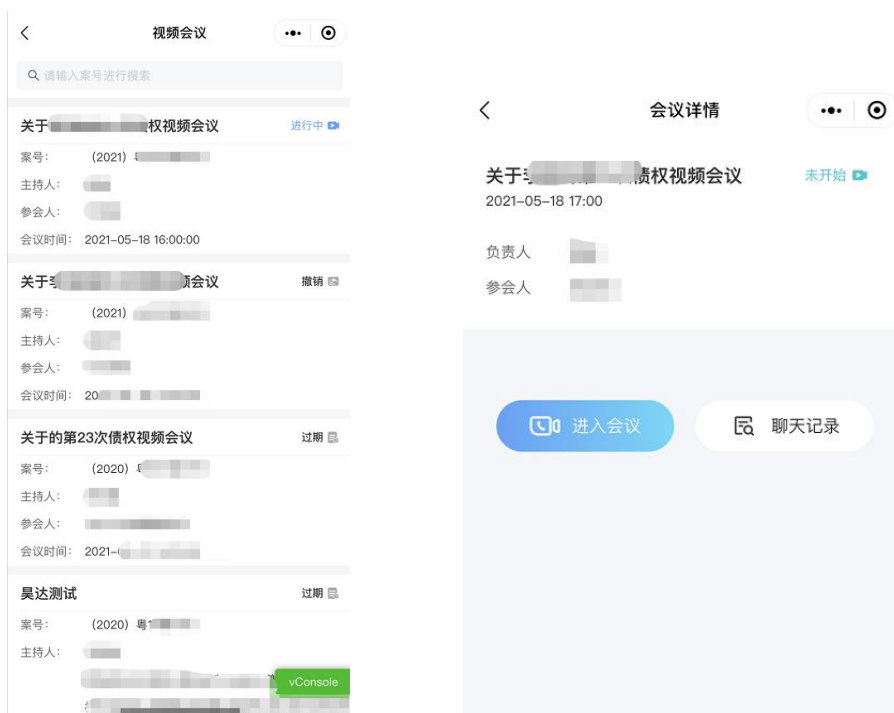 视频会议
请输入案号进行搜索
关于 权视频会议 进行中
案号： （2021）
主持人：
参会人：
会议时间： 2021-05-18 16:00:00
关于李 会议 撤销
案号： （2021）
主持人：
参会人：
会议时间： 20
关于的第23次债权视频会议 过期
案号： （2020）
主持人：
参会人：
会议时间： 2021-
昊达测试 过期
案号： （2020）粤
主持人：
vConsole
会议详情
关于 债权视频会议 未开始
2021-05-18 17:00
负责人
参会人
进入会议 聊天记录